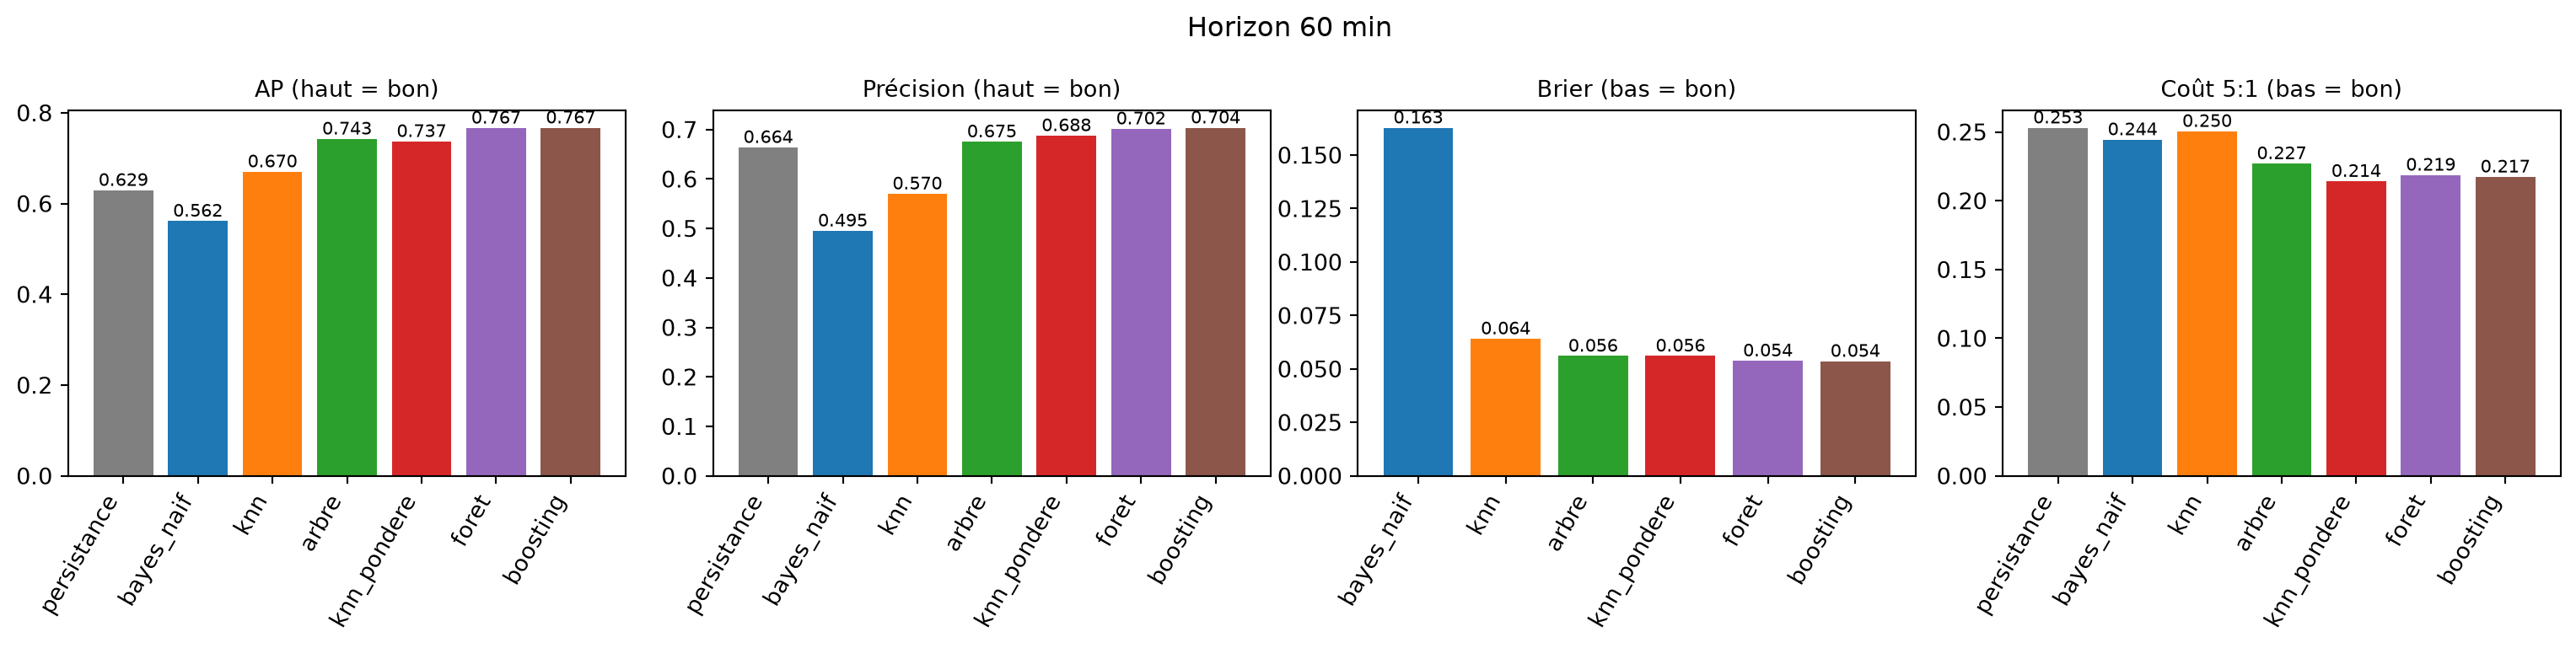 Horizon 60 min
AP (haut = bon)
0.8
0.6
0.4
0.2
0.0
0.629
0.562
0.670
0.743
0.737
0.767
0.767
persistance
bayes_naif
knn
arbre
knn_pondere
foret
boosting
Précision (haut = bon)
0.7
0.6
0.5
0.4
0.3
0.2
0.1
0.0
0.664
0.495
0.570
0.675
0.688
0.702
0.704
persistance
bayes_naif
knn
arbre
knn_pondere
foret
boosting
Brier (bas = bon)
0.150
0.125
0.100
0.075
0.050
0.025
0.000
0.163
0.064
0.056
0.056
0.054
0.054
bayes_naif
knn
arbre
knn_pondere
foret
boosting
Coût 5:1 (bas = bon)
0.25
0.20
0.15
0.10
0.05
0.00
0.253
0.244
0.250
0.227
0.214
0.219
0.217
persistance
bayes_naif
knn
arbre
knn_pondere
foret
boosting